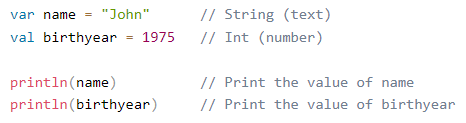 var name = "John"      // String (text)
val birthyear = 1975   // Int (number)

println(name)          // Print the value of name
println(birthyear)     // Print the value of birthyear